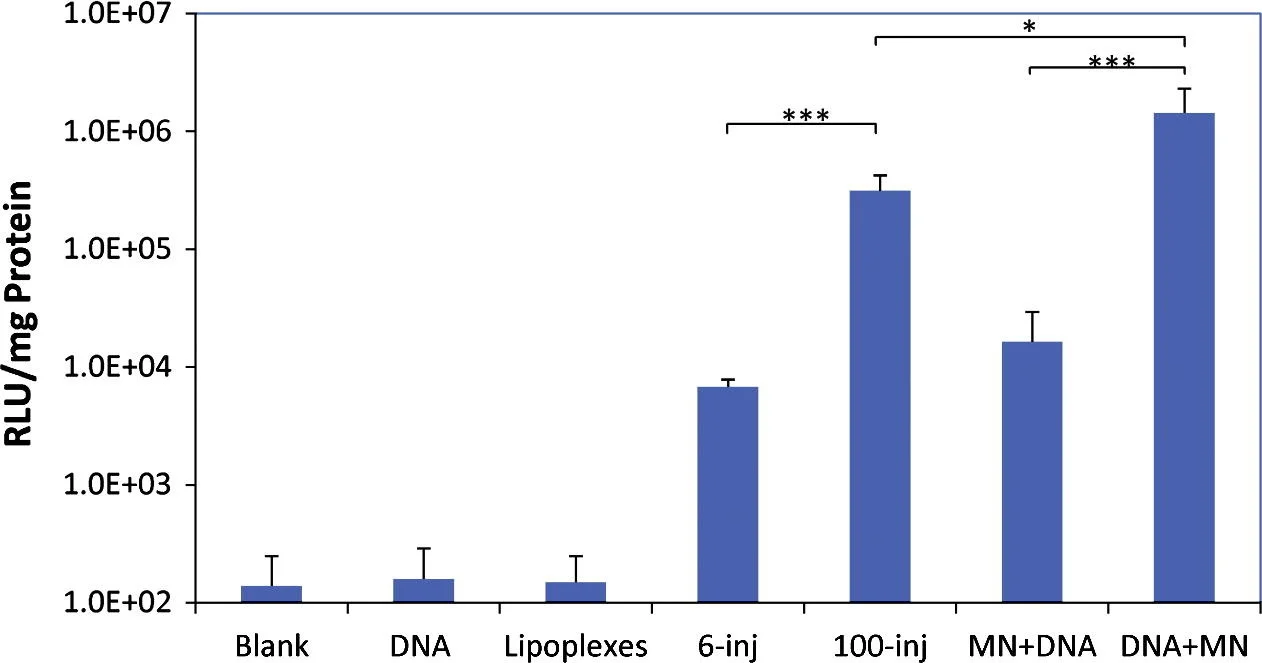 1.0E+07
1.0E+06
1.0E+05
1.0E+04
1.0E+03
1.0E+02
RLU/mg Protein
*
***
***
Blank DNA Lipoplexes 6-inj 100-inj MN+DNA DNA+MN